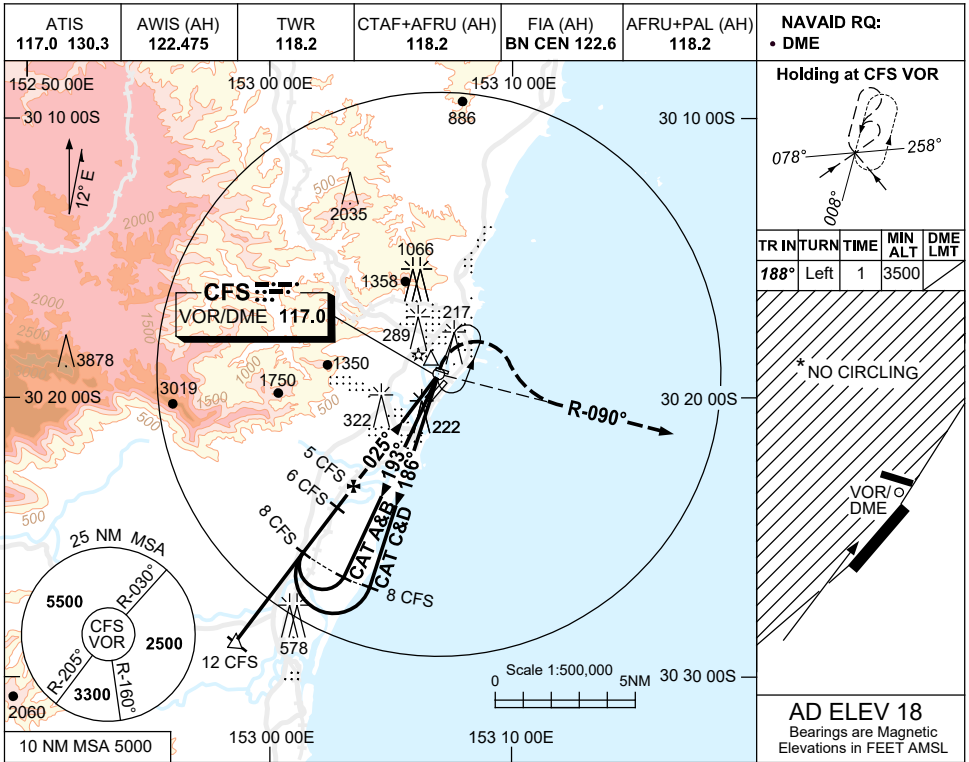 ATIS
117.0 130.3
AWIS (AH)
122.475
TWR
118.2
CTAF+AFRU (AH)
118.2
FIA (AH)
BN CEN 122.6
AFRU+PAL (AH)
118.2
NAVAID RQ:
• DME
152 50 00E
153 00 00E
153 10 00E
30 10 00S
30 10 00S
12° E
886
500
2035
2000
1066
1358
CFS
VOR/DME 117.0
289
217
2000
1500
2500
3878
1350
1000
1750
3019
1500
500
500
30 20 00S
30 20 00S
322
222
R-090°
025°
193°
186°
5 CFS
6 CFS
8 CFS
CAT A&B
CAT C&D
8 CFS
500
578
12 CFS
25 NM MSA
R-030°
5500
CFS
VOR
2500
R-205°
R-160°
3300
2060
10 NM MSA 5000
Scale 1:500,000
0
5NM
30 30 00S
153 00 00E
153 10 00E
Holding at CFS VOR
078°
258°
008°
TR IN
TURN
TIME
MIN
ALT
DME
LMT
188°
Left
1
3500
* NO CIRCLING
VOR/
DME
AD ELEV 18
Bearings are Magnetic
Elevations in FEET AMSL